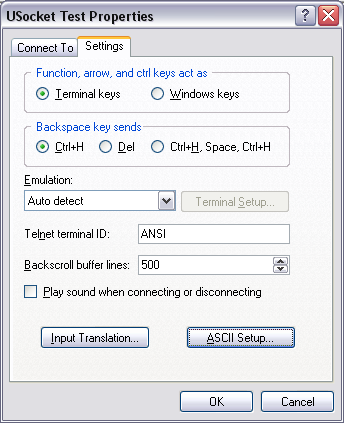 USocket Test Properties
Connect To Settings
Function, arrow, and ctrl keys act as
Terminal keys Windows keys
Backspace key sends
Ctrl+H Del Ctrl+H, Space, Ctrl+H
Emulation:
Auto detect Terminal Setup...
Telnet terminal ID: ANSI
Backscroll buffer lines: 500
Play sound when connecting or disconnecting
Input Translation... ASCII Setup...
OK Cancel